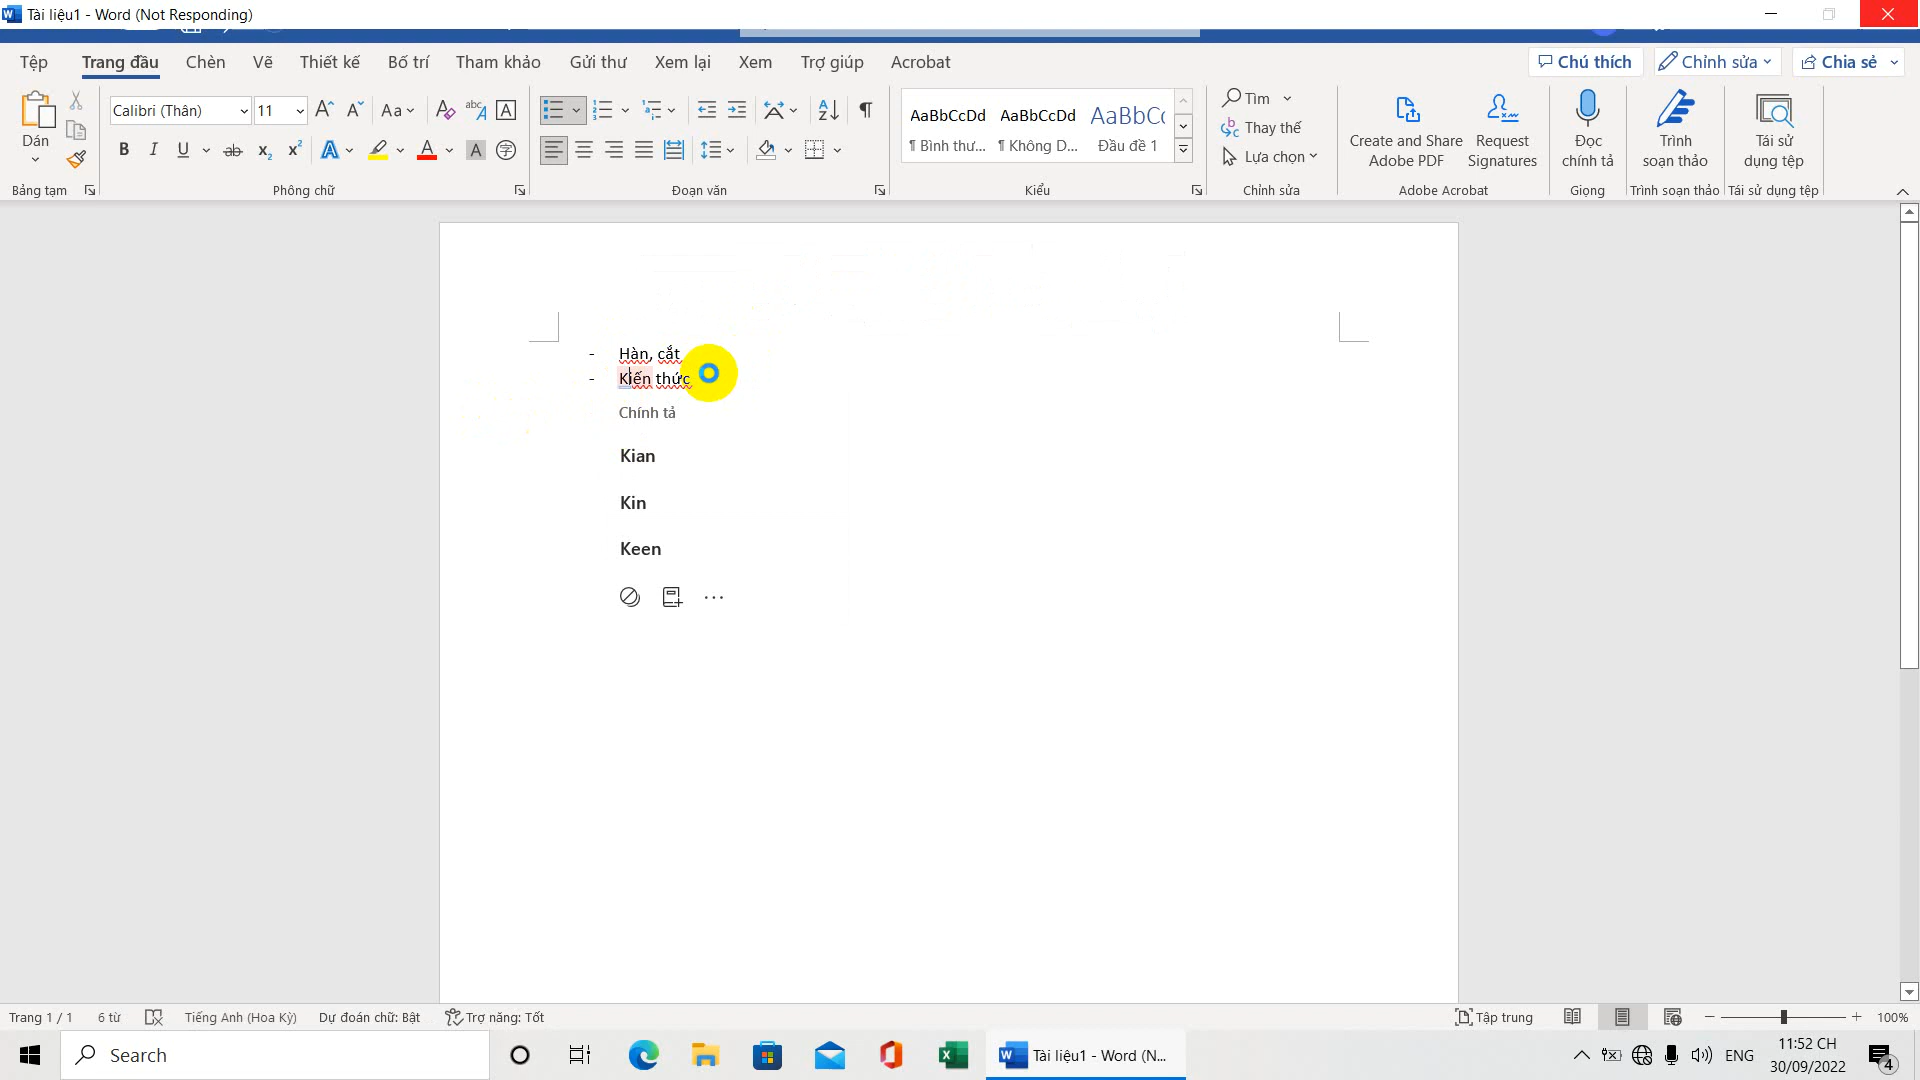 Tài liệu1 - Word (Not Responding)
Tệp Trang đầu Chèn Vẽ Thiết kế Bố trí Tham khảo Gửi thư Xem lại Xem Trợ giúp Acrobat
Chú thích Chỉnh sửa Chia sẻ
Dán
Bảng tạm
Calibri (Thân) 11
Phông chữ
Đoạn văn
AaBbCcDd AaBbCcDd AaBbCc
¶ Bình thư... ¶ Không D... Đầu đề 1
Kiểu
Tìm
Thay thế
Lựa chọn
Chỉnh sửa
Create and Share
Adobe PDF
Request
Signatures
Adobe Acrobat
Đọc
chính tả
Giọng
Trình
soạn thảo
Trình soạn thảo
Tái sử
dụng tệp
Tái sử dụng tệp
- Hàn, cắt
- Kiến thức
Chính tả
Kian
Kin
Keen
Trang 1 / 1 6 từ Tiếng Anh (Hoa Kỳ) Dự đoán chữ: Bật Trợ năng: Tốt
Tập trung 100%
Search
Tài liệu1 - Word (N...
ENG
11:52 CH
30/09/2022
4